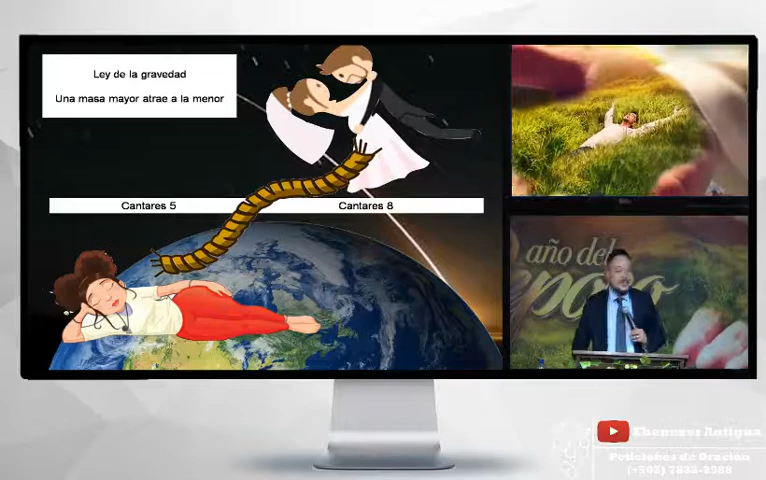 Ley de la gravedad
Una masa mayor atrae a la menor
Cantares 5
Cantares 8
año del
Ebenezer Antigua
Peticiones de Oración